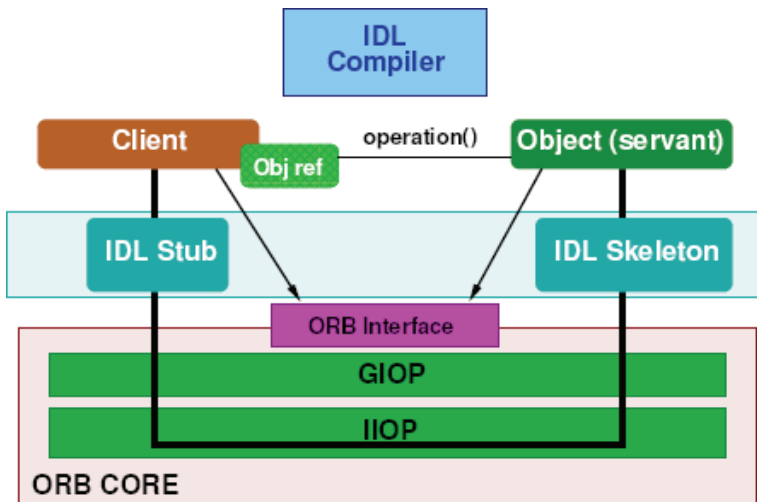 IDL
Compiler
Client
operation()
Object (servant)
Obj ref
IDL Stub
IDL Skeleton
ORB Interface
GIOP
IIOP
ORB CORE